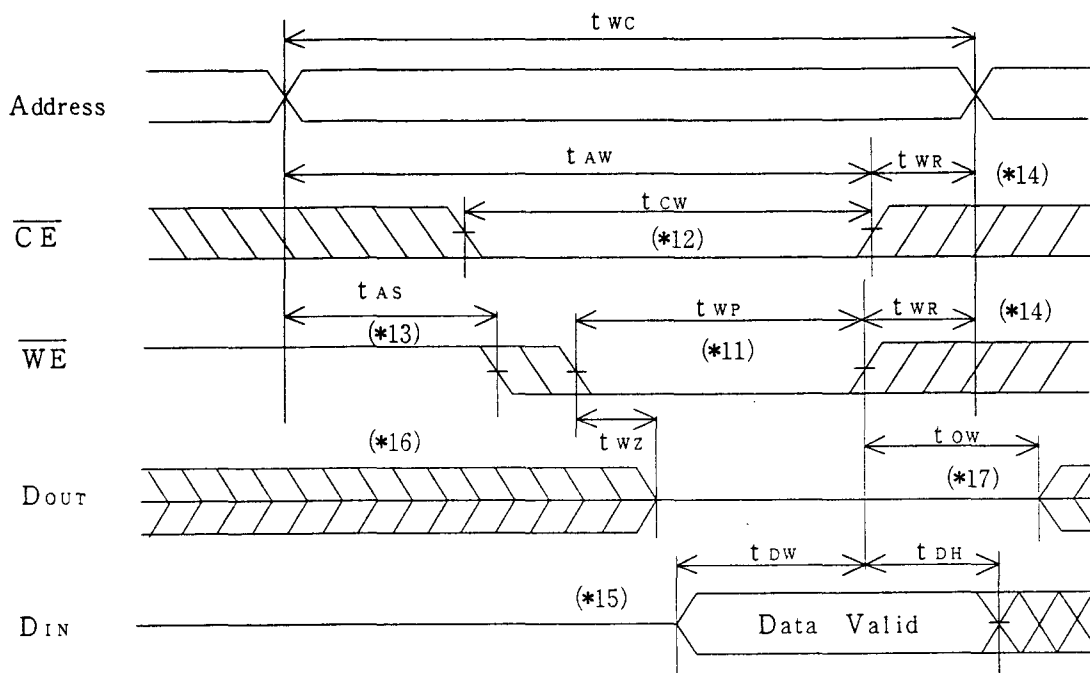 t WC
Address
t AW
t WR
(*14)
CE
t CW
(*12)
t AS
(*13)
t WP
(*11)
t WR
(*14)
WE
t WZ
(*16)
t OW
(*17)
DOUT
t DW
t DH
(*15)
DIN
Data Valid